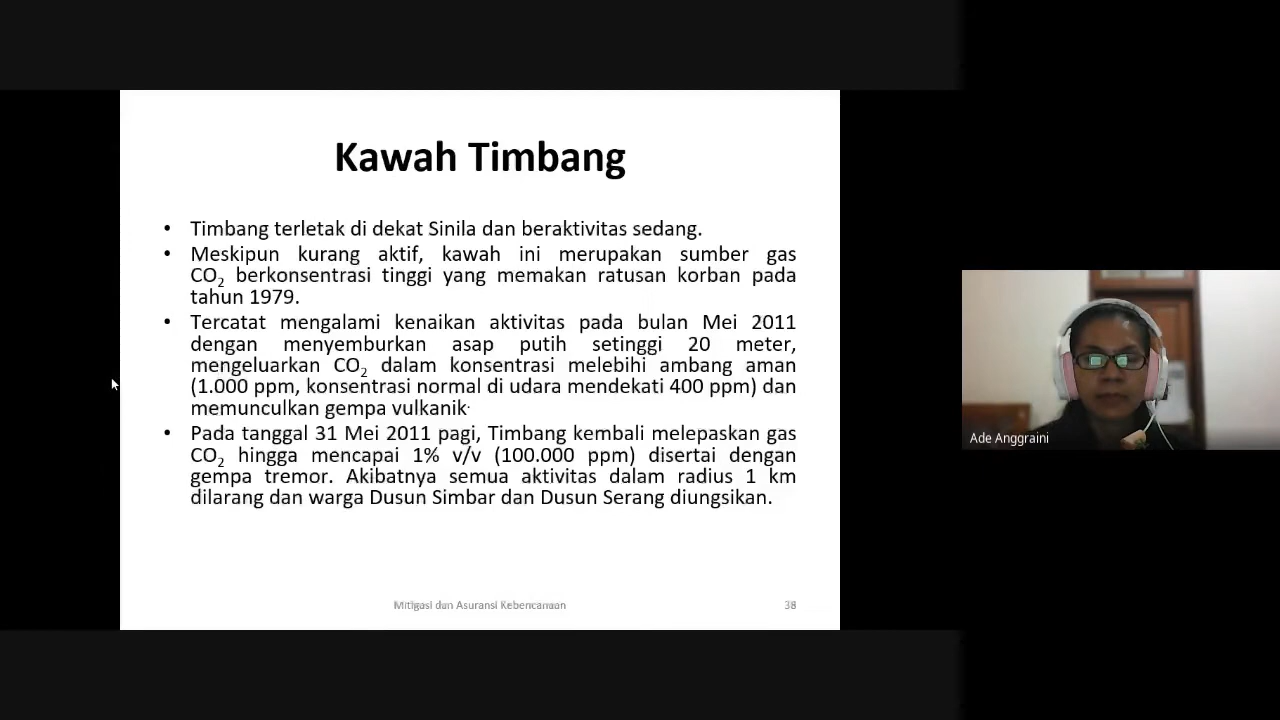 Kawah Timbang
• Timbang terletak di dekat Sinila dan beraktivitas sedang.
• Meskipun kurang aktif, kawah ini merupakan sumber gas
CO₂ berkonsentrasi tinggi yang memakan ratusan korban pada
tahun 1979.
• Tercatat mengalami kenaikan aktivitas pada bulan Mei 2011
dengan menyemburkan asap putih setinggi 20 meter,
mengeluarkan CO₂ dalam konsentrasi melebihi ambang aman
(1.000 ppm, konsentrasi normal di udara mendekati 400 ppm) dan
memunculkan gempa vulkanik.
• Pada tanggal 31 Mei 2011 pagi, Timbang kembali melepaskan gas
CO₂ hingga mencapai 1% v/v (100.000 ppm) disertai dengan
gempa tremor. Akibatnya semua aktivitas dalam radius 1 km
dilarang dan warga Dusun Simbar dan Dusun Serang diungsikan.
Mitigasi dan Asuransi Kebencanaan
38
Ade Anggraini